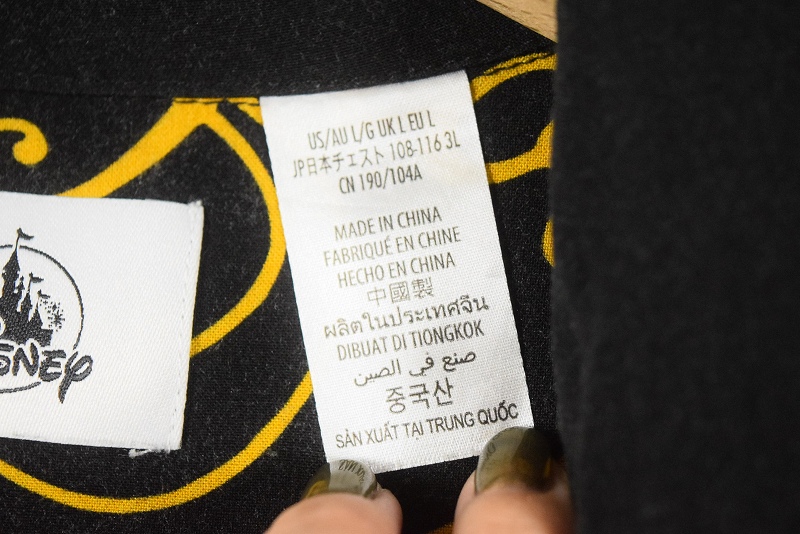 US/AU L/G UK L EU L
JP日本チェスト 108-116 3L
CN 190/104A
MADE IN CHINA
FABRIQUÉ EN CHINE
HECHO EN CHINA
中國製
ผลิตในประเทศจีน
DIBUAT DI TIONGKOK
صنع في الصين
중국산
SẢN XUẤT TẠI TRUNG QUỐC